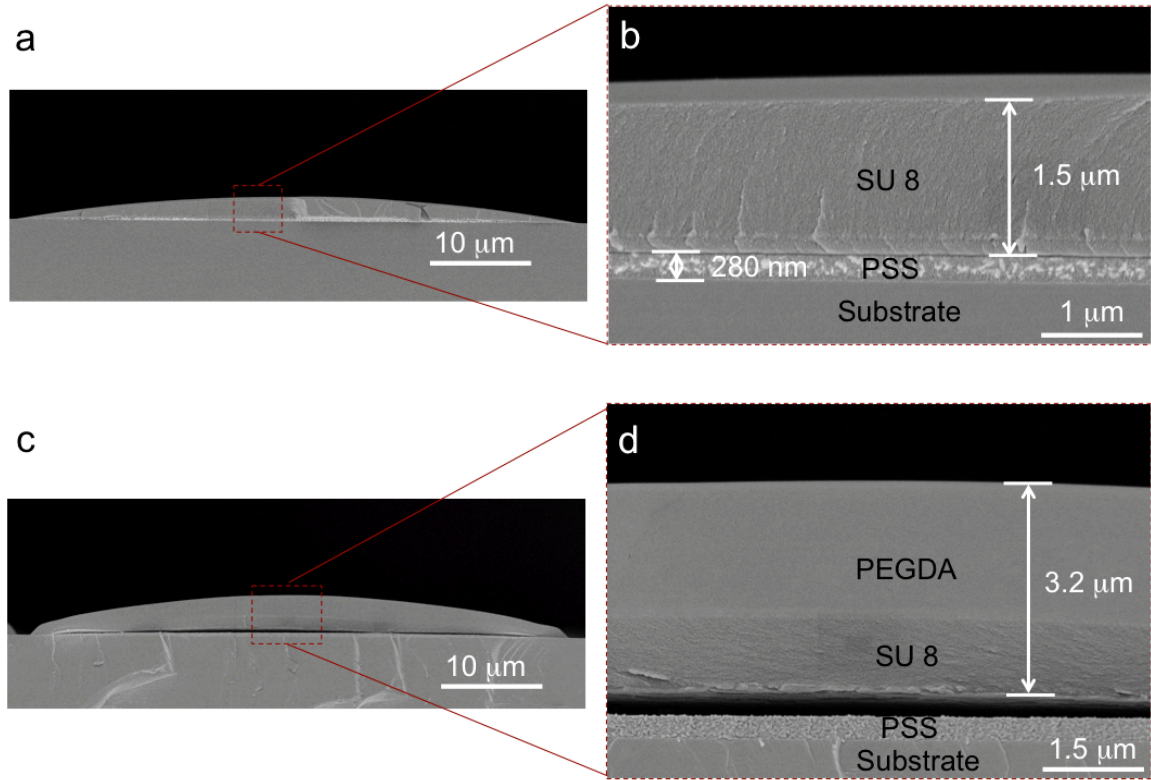 a
10 μm
b
SU 8
1.5 μm
280 nm
PSS
Substrate
1 μm
c
10 μm
d
PEGDA
3.2 μm
SU 8
PSS
Substrate
1.5 μm